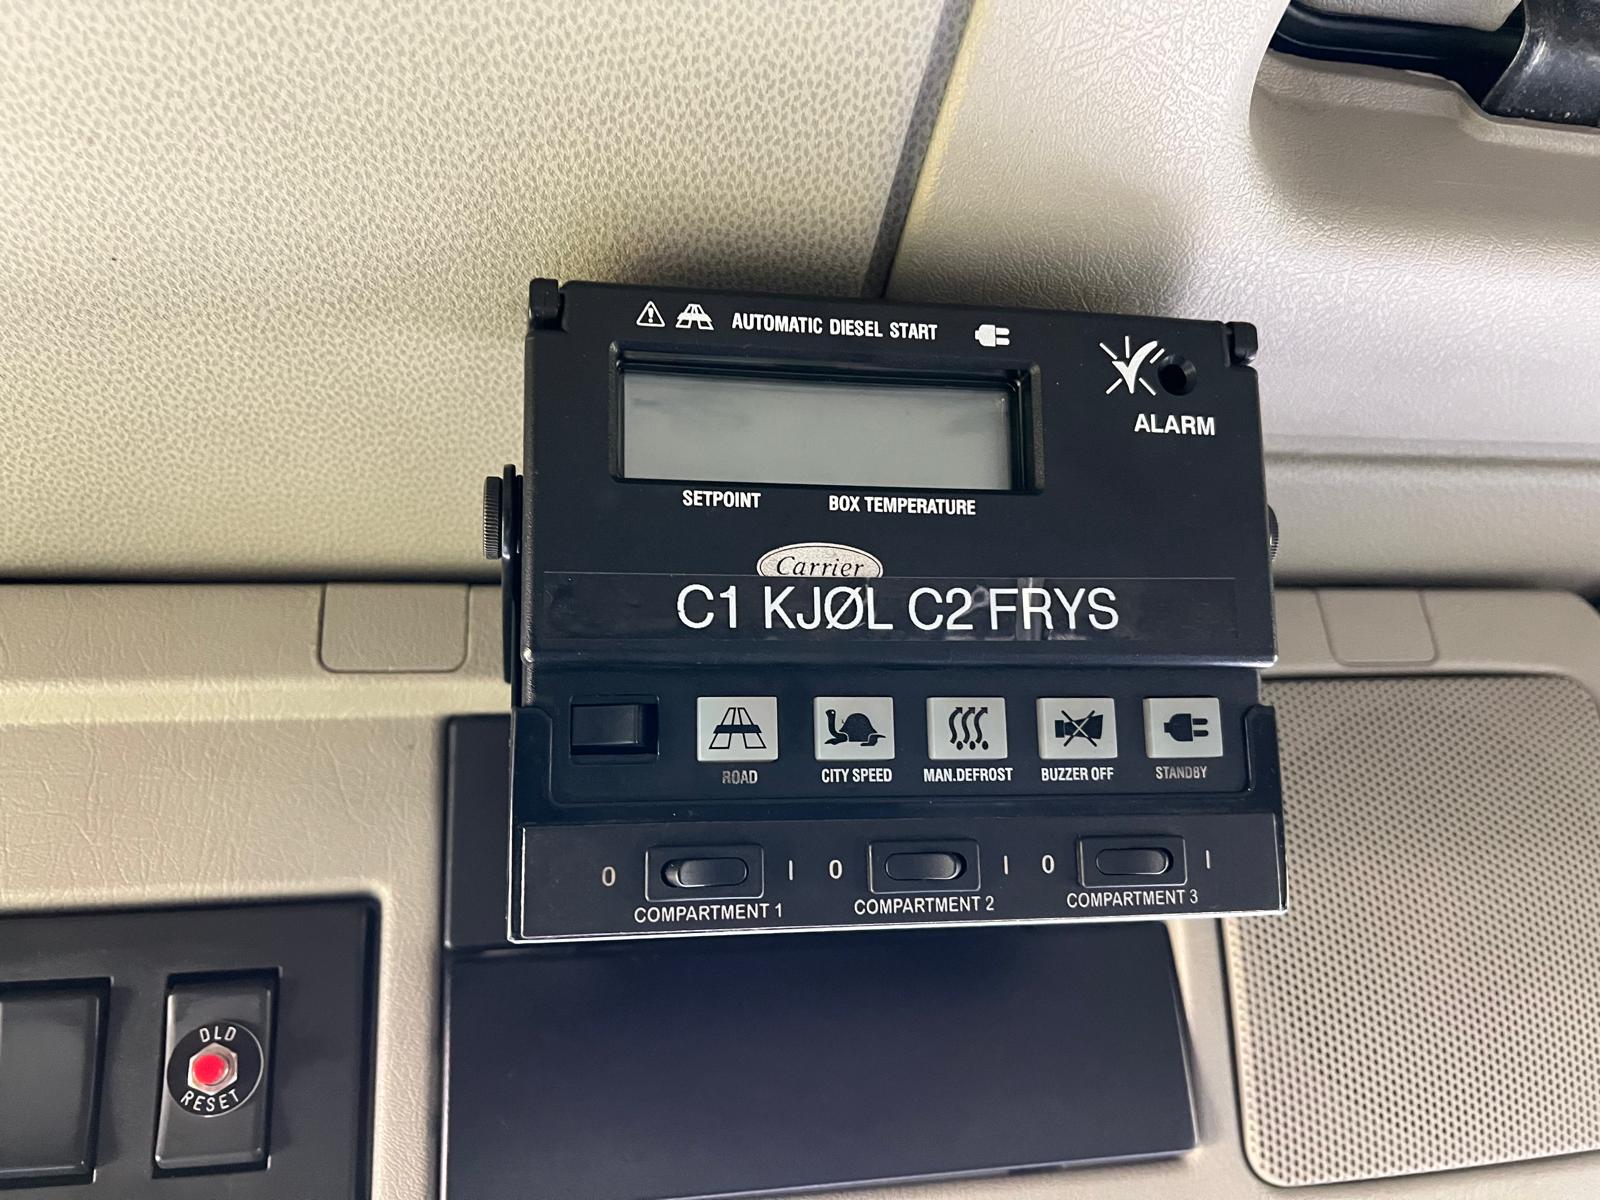 AUTOMATIC DIESEL START
ALARM
SETPOINT BOX TEMPERATURE
Carrier
C1 KJØL C2 FRYS
ROAD CITY SPEED MAN.DEFROST BUZZER OFF STANDBY
0 I 0 I 0 I
COMPARTMENT 1 COMPARTMENT 2 COMPARTMENT 3
DLD
RESET